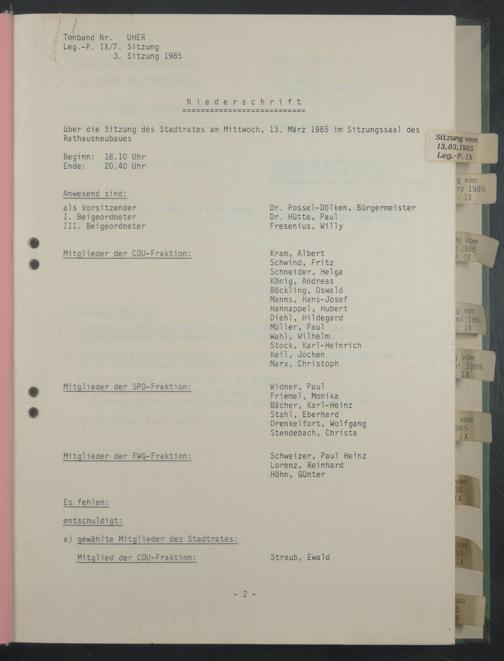 Tonband Nr. UHER
Leg.-P. IX/7. Sitzung
3. Sitzung 1985
Niederschrift
über die Sitzung des Stadtrates am Mittwoch, 13. März 1985 im Sitzungssaal des
Rathausneubaues
Beginn: 18.10 Uhr
Ende: 20.40 Uhr
Anwesend sind:
als Vorsitzender Dr. Possel-Dölken, Bürgermeister
I. Beigeordneter Dr. Hütte, Paul
III. Beigeordneter Fresenius, Willy
Mitglieder der CDU-Fraktion: Kram, Albert
Schwind, Fritz
Schneider, Helga
König, Andreas
Böckling, Oswald
Manns, Hans-Josef
Hannappel, Hubert
Diehl, Hildegard
Müller, Paul
Wahl, Wilhelm
Stock, Karl-Heinrich
Keil, Jochen
Marx, Christoph
Mitglieder der SPD-Fraktion: Widner, Paul
Friemel, Monika
Bächer, Karl-Heinz
Stahl, Eberhard
Drenkelfort, Wolfgang
Stendebach, Christa
Mitglieder der FWG-Fraktion: Schweizer, Paul Heinz
Lorenz, Reinhard
Höhn, Günter
Es fehlen:
entschuldigt:
a) gewählte Mitglieder des Stadtrates:
Mitglied der CDU-Fraktion: Straub, Ewald
- 2 -
Sitzung vom
13.03.1985
Leg.-P. IX